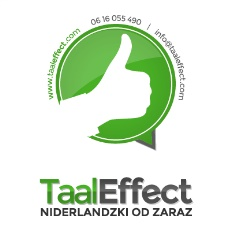 www.taaleffect.com
06 16 055 490 | info@taaleffect.com
TaalEffect
NIDERLANDZKI OD ZARAZ